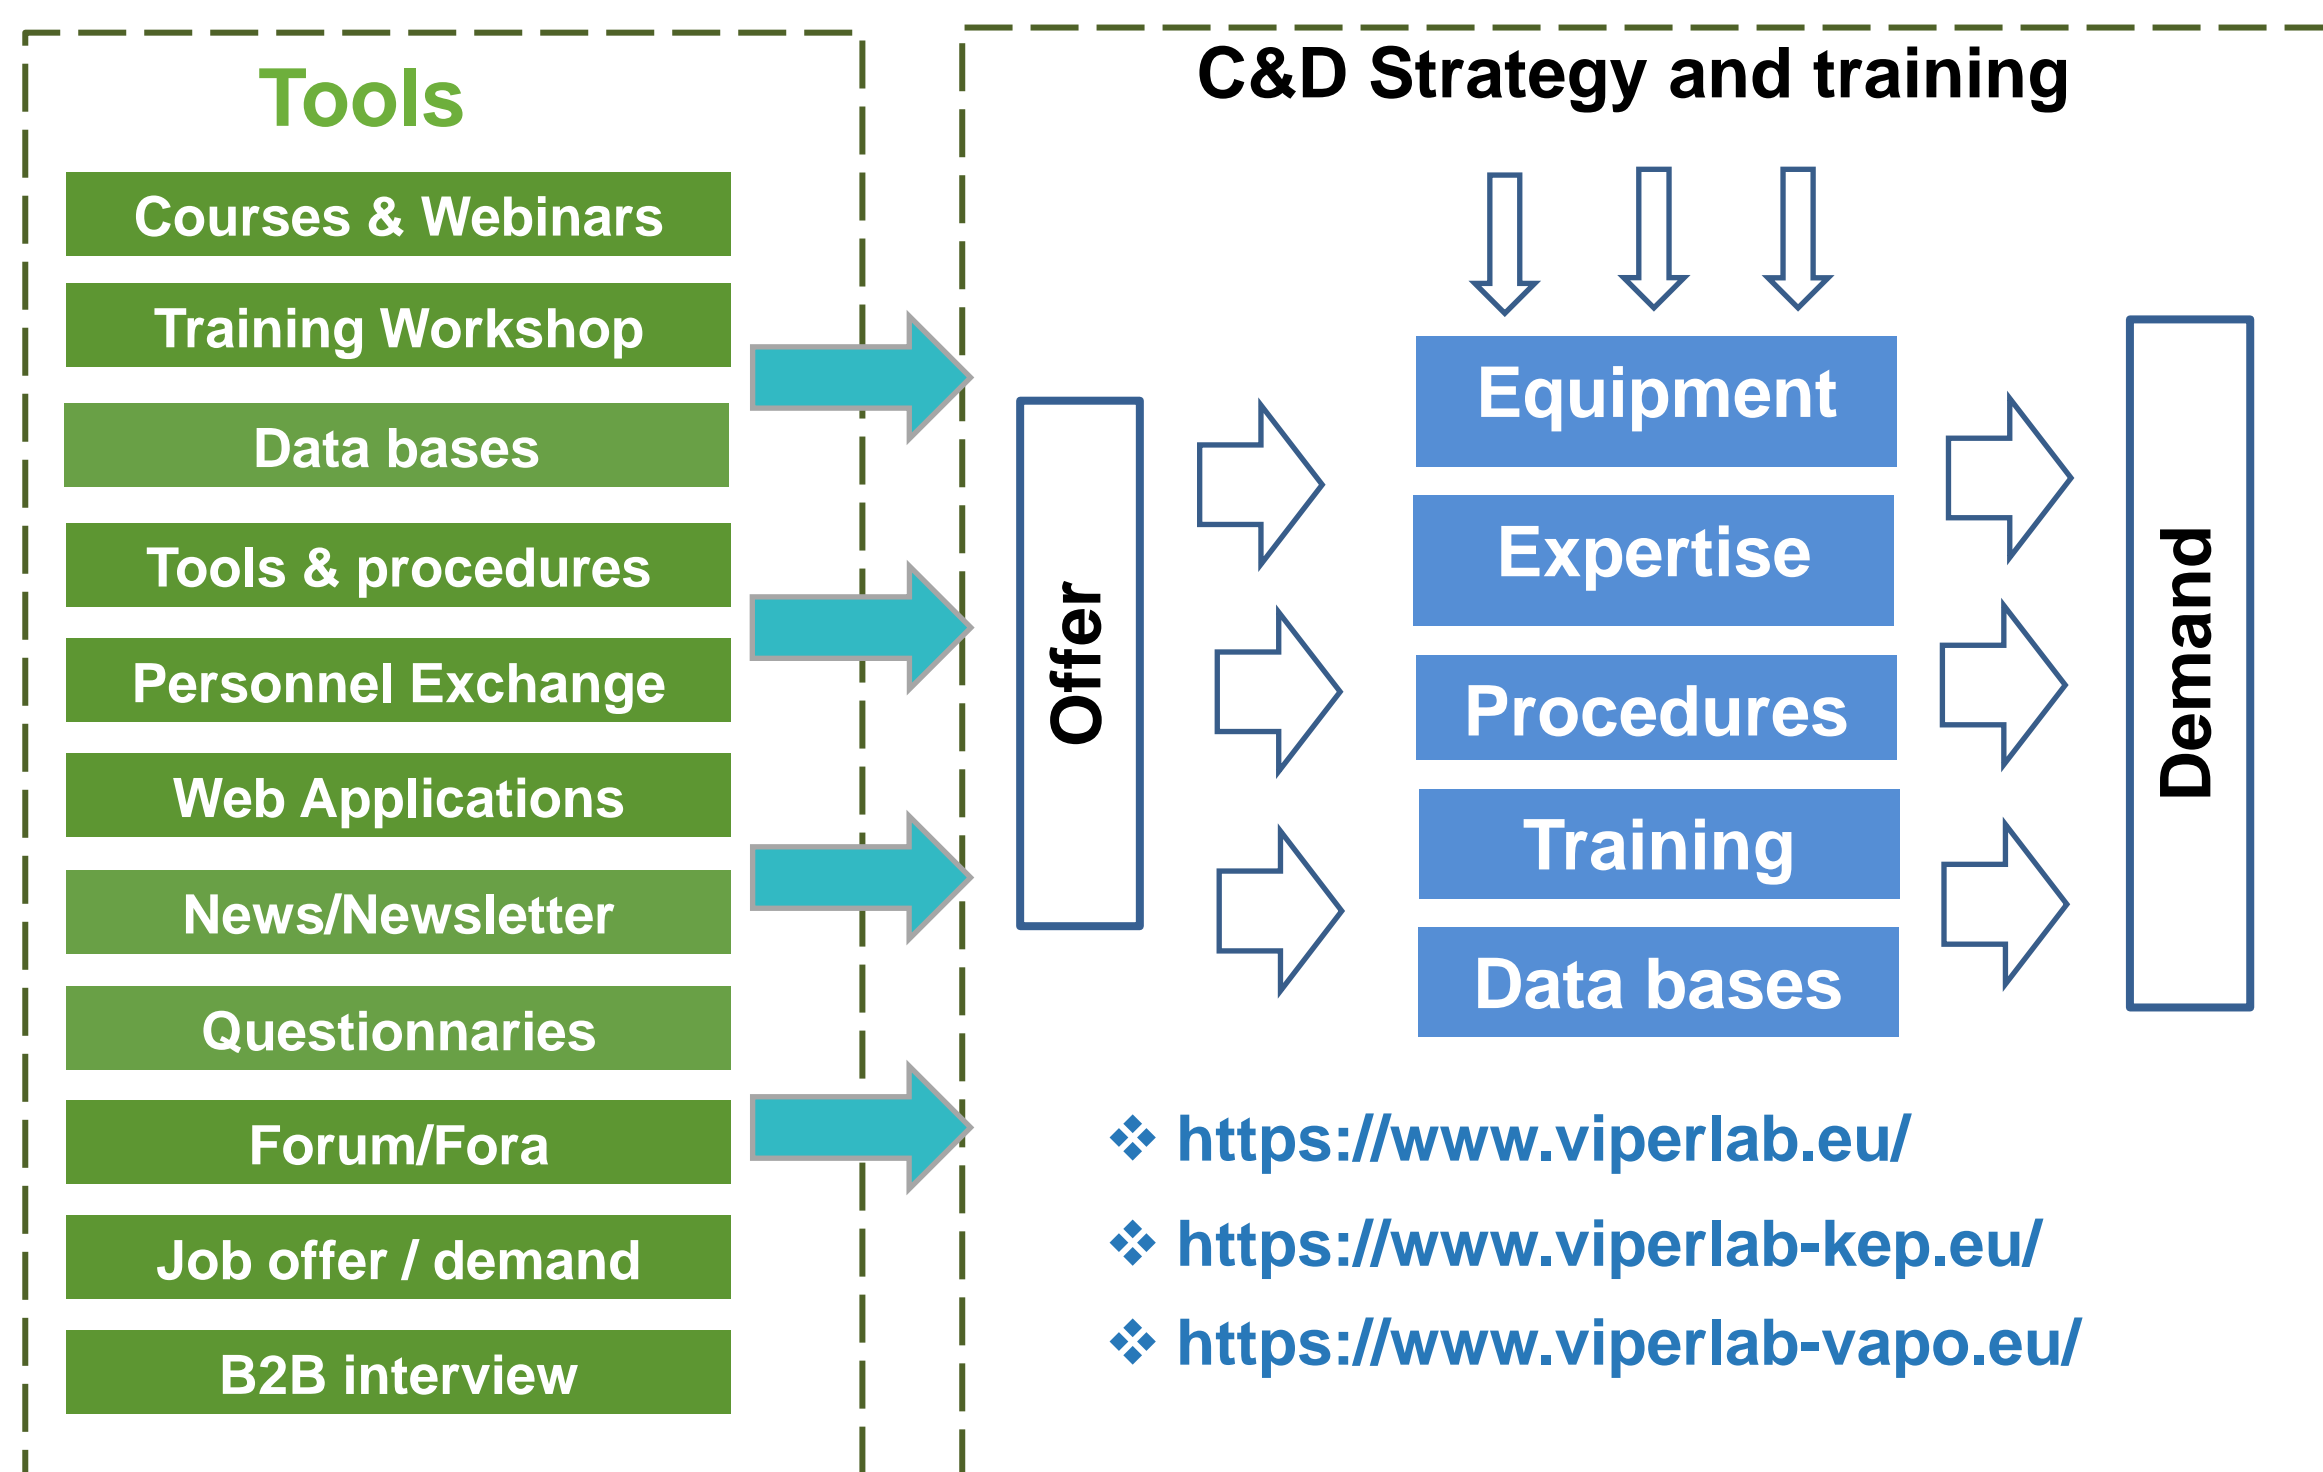 Tools
Courses & Webinars
Training Workshop
Data bases
Tools & procedures
Personnel Exchange
Web Applications
News/Newsletter
Questionnaries
Forum/Fora
Job offer / demand
B2B interview
C&D Strategy and training
Offer
Equipment
Expertise
Procedures
Training
Data bases
Demand
https://www.viperlab.eu/
https://www.viperlab-kep.eu/
https://www.viperlab-vapo.eu/